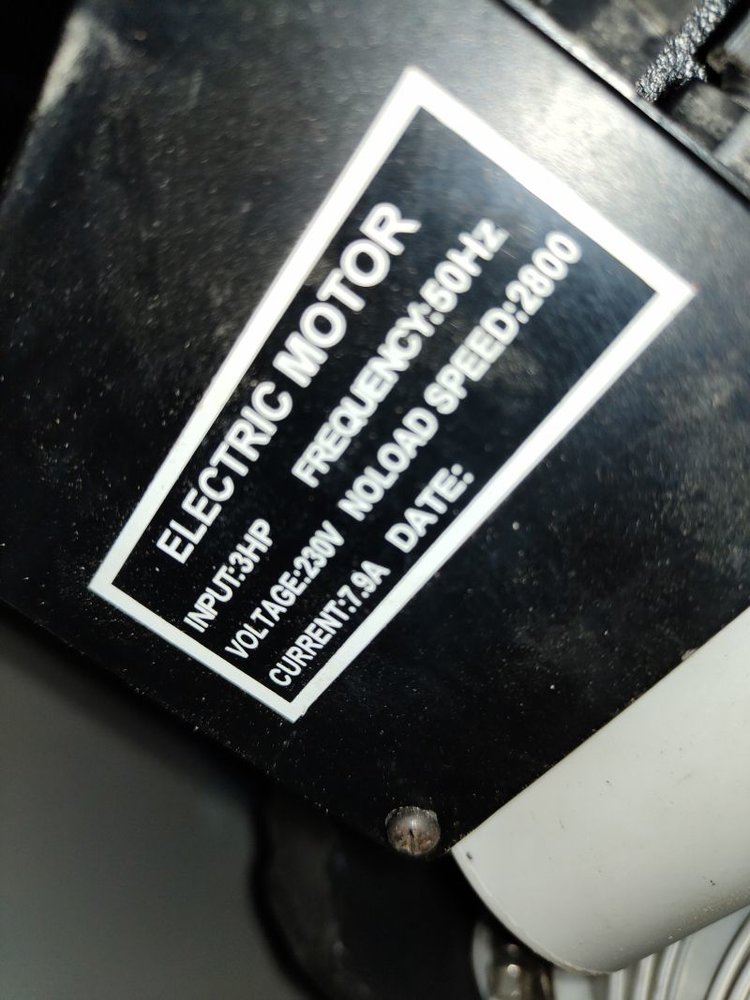 ELECTRIC MOTOR
INPUT:3HP FREQUENCY:50Hz
VOLTAGE:230V NOLOAD SPEED:2800
CURRENT:7.9A DATE: